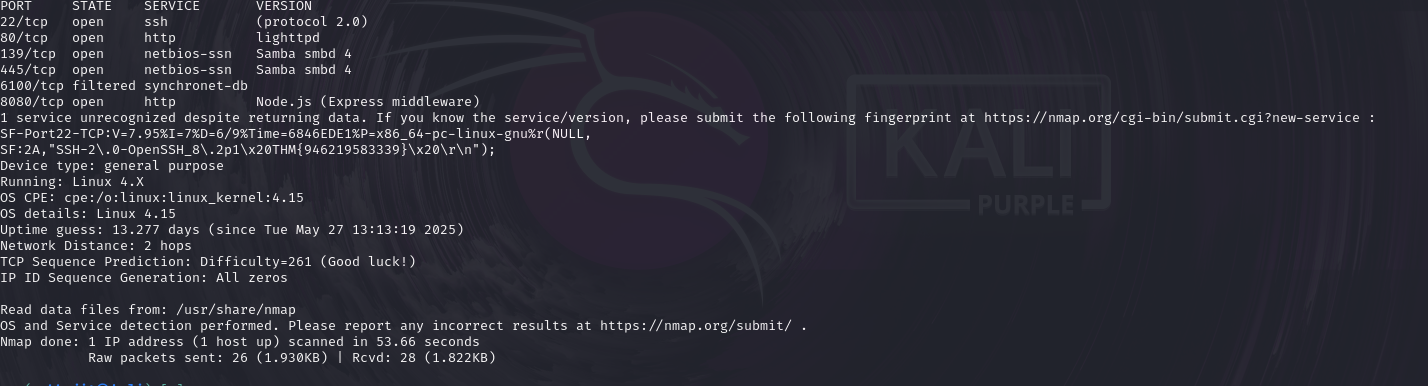 PORT     STATE    SERVICE       VERSION
22/tcp   open     ssh           (protocol 2.0)
80/tcp   open     http          lighttpd
139/tcp  open     netbios-ssn   Samba smbd 4
445/tcp  open     netbios-ssn   Samba smbd 4
6100/tcp filtered synchronet-db
8080/tcp open     http          Node.js (Express middleware)
1 service unrecognized despite returning data. If you know the service/version, please submit the following fingerprint at https://nmap.org/cgi-bin/submit.cgi?new-service :
SF-Port22-TCP:V=7.95%I=7%D=6/9%Time=6846EDE1%P=x86_64-pc-linux-gnu%r(NULL,
SF:2A,"SSH-2\.0-OpenSSH_8\.2p1\x20THM{946219583339}\x20\r\n");
Device type: general purpose
Running: Linux 4.X
OS CPE: cpe:/o:linux:linux_kernel:4.15
OS details: Linux 4.15
Uptime guess: 13.277 days (since Tue May 27 13:13:19 2025)
Network Distance: 2 hops
TCP Sequence Prediction: Difficulty=261 (Good luck!)
IP ID Sequence Generation: All zeros
Read data files from: /usr/share/nmap
OS and Service detection performed. Please report any incorrect results at https://nmap.org/submit/ .
Nmap done: 1 IP address (1 host up) scanned in 53.66 seconds
           Raw packets sent: 26 (1.930KB) | Rcvd: 28 (1.822KB)
KALI
PURPLE